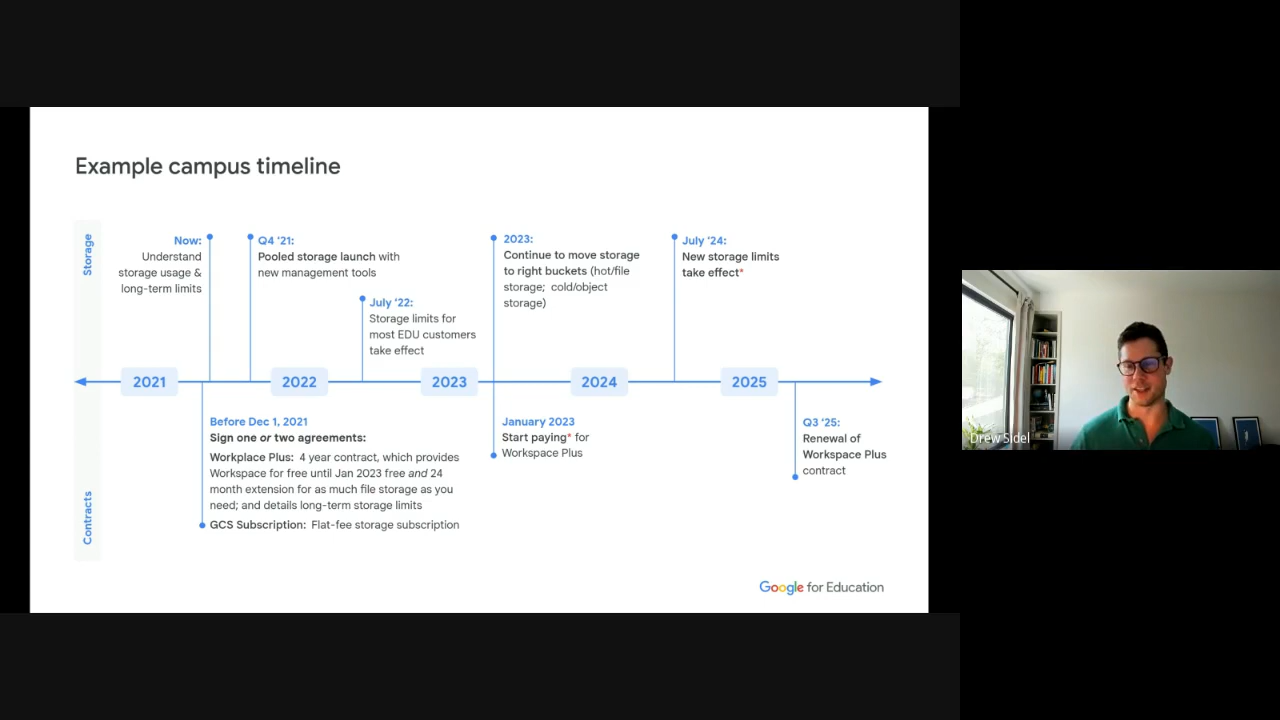 Example campus timeline
Storage
Now:
Understand
storage usage &
long-term limits
Q4 '21:
Pooled storage launch with
new management tools
July '22:
Storage limits for
most EDU customers
take effect
2023:
Continue to move storage
to right buckets (hot/file
storage; cold/object
storage)
July '24:
New storage limits
take effect*
2021
2022
2023
2024
2025
Contracts
Before Dec 1, 2021
Sign one or two agreements:
Workplace Plus: 4 year contract, which provides
Workspace for free until Jan 2023 free and 24
month extension for as much file storage as you
need; and details long-term storage limits
GCS Subscription: Flat-fee storage subscription
January 2023
Start paying* for
Workspace Plus
Q3 '25:
Renewal of
Workspace Plus
contract
Google for Education
Drew Sidel